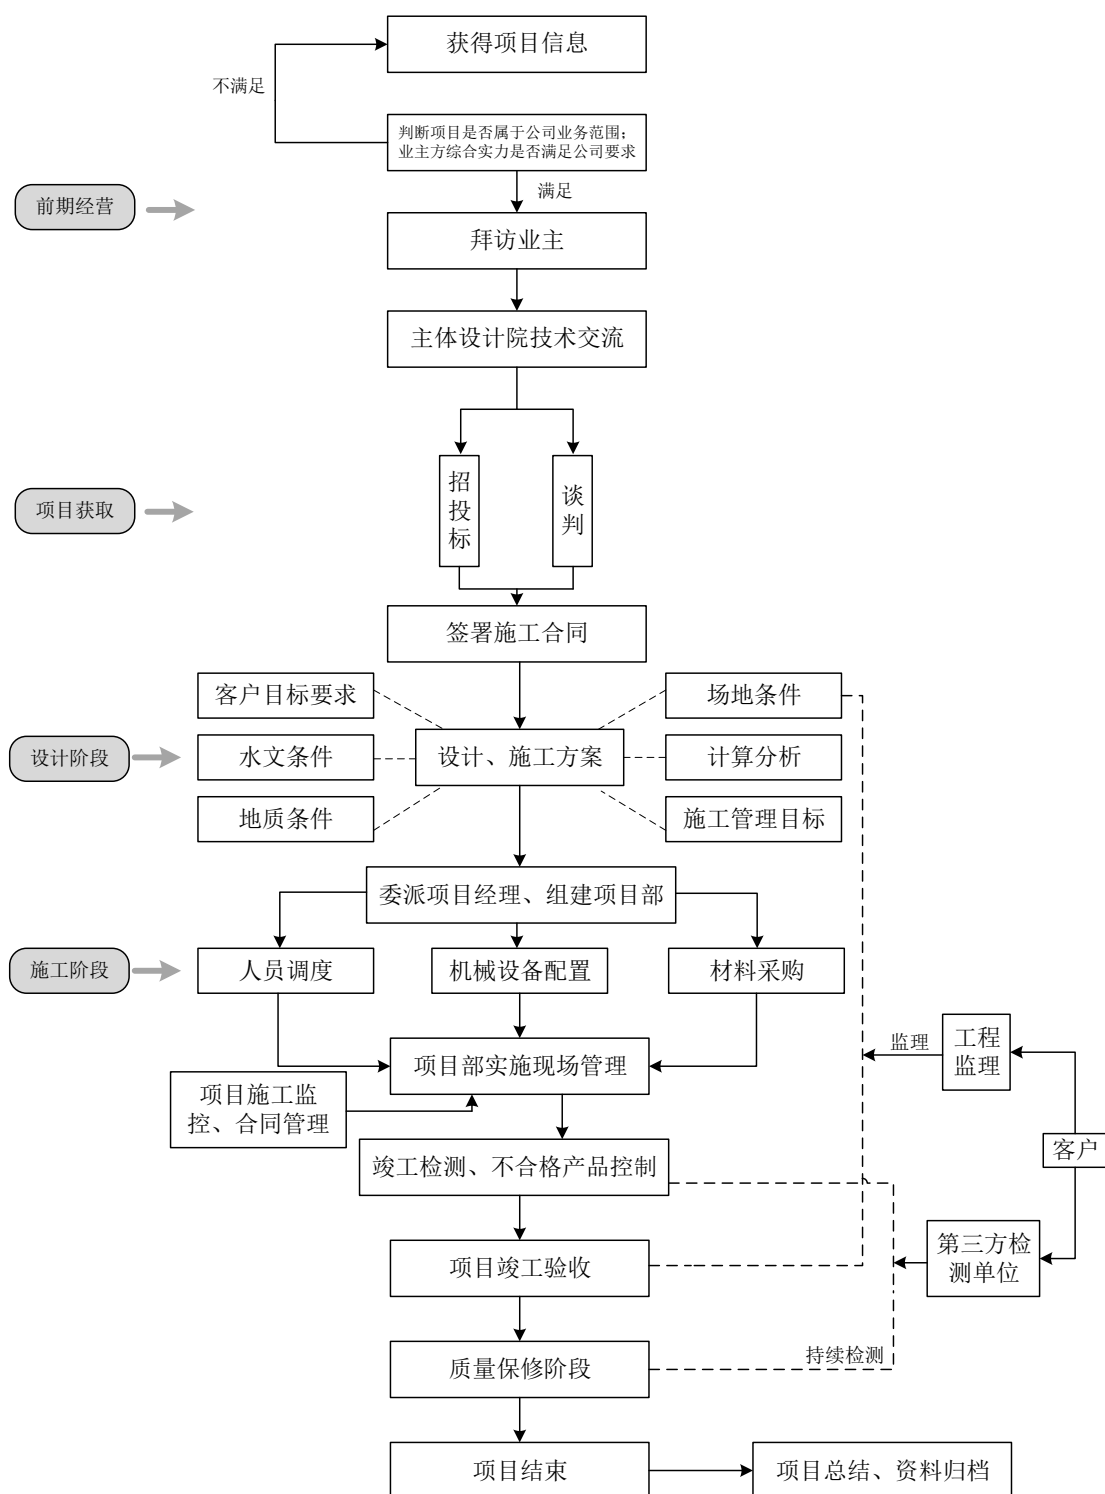 获得项目信息
不满足
判断项目是否属于公司业务范围；
业主方综合实力是否满足公司要求
满足
前期经营
拜访业主
主体设计院技术交流
招投标
谈判
项目获取
签署施工合同
客户目标要求
场地条件
设计阶段
水文条件
设计、施工方案
计算分析
地质条件
施工管理目标
委派项目经理、组建项目部
施工阶段
人员调度
机械设备配置
材料采购
项目部实施现场管理
监理
工程
监理
项目施工监
控、合同管理
客户
竣工检测、不合格产品控制
第三方检
测单位
项目竣工验收
持续检测
质量保修阶段
项目结束
项目总结、资料归档